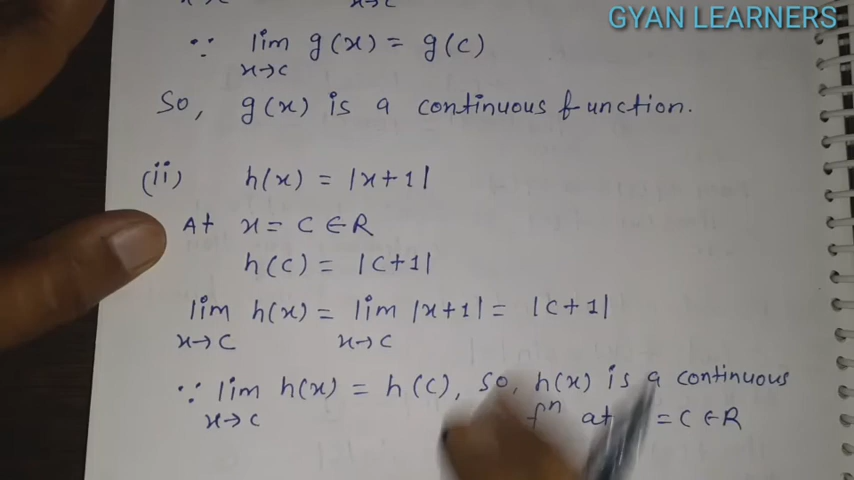 GYAN LEARNERS
x→c x→c
∵ lim g(x) = g(c)
x→c
So, g(x) is a continuous function.
(ii) h(x) = |x+1|
At x = C ∈ R
h(c) = |c+1|
lim h(x) = lim |x+1| = |c+1|
x→c x→c
∵ lim h(x) = h(c), so, h(x) is a continuous
x→c fⁿ at = C ∈ R